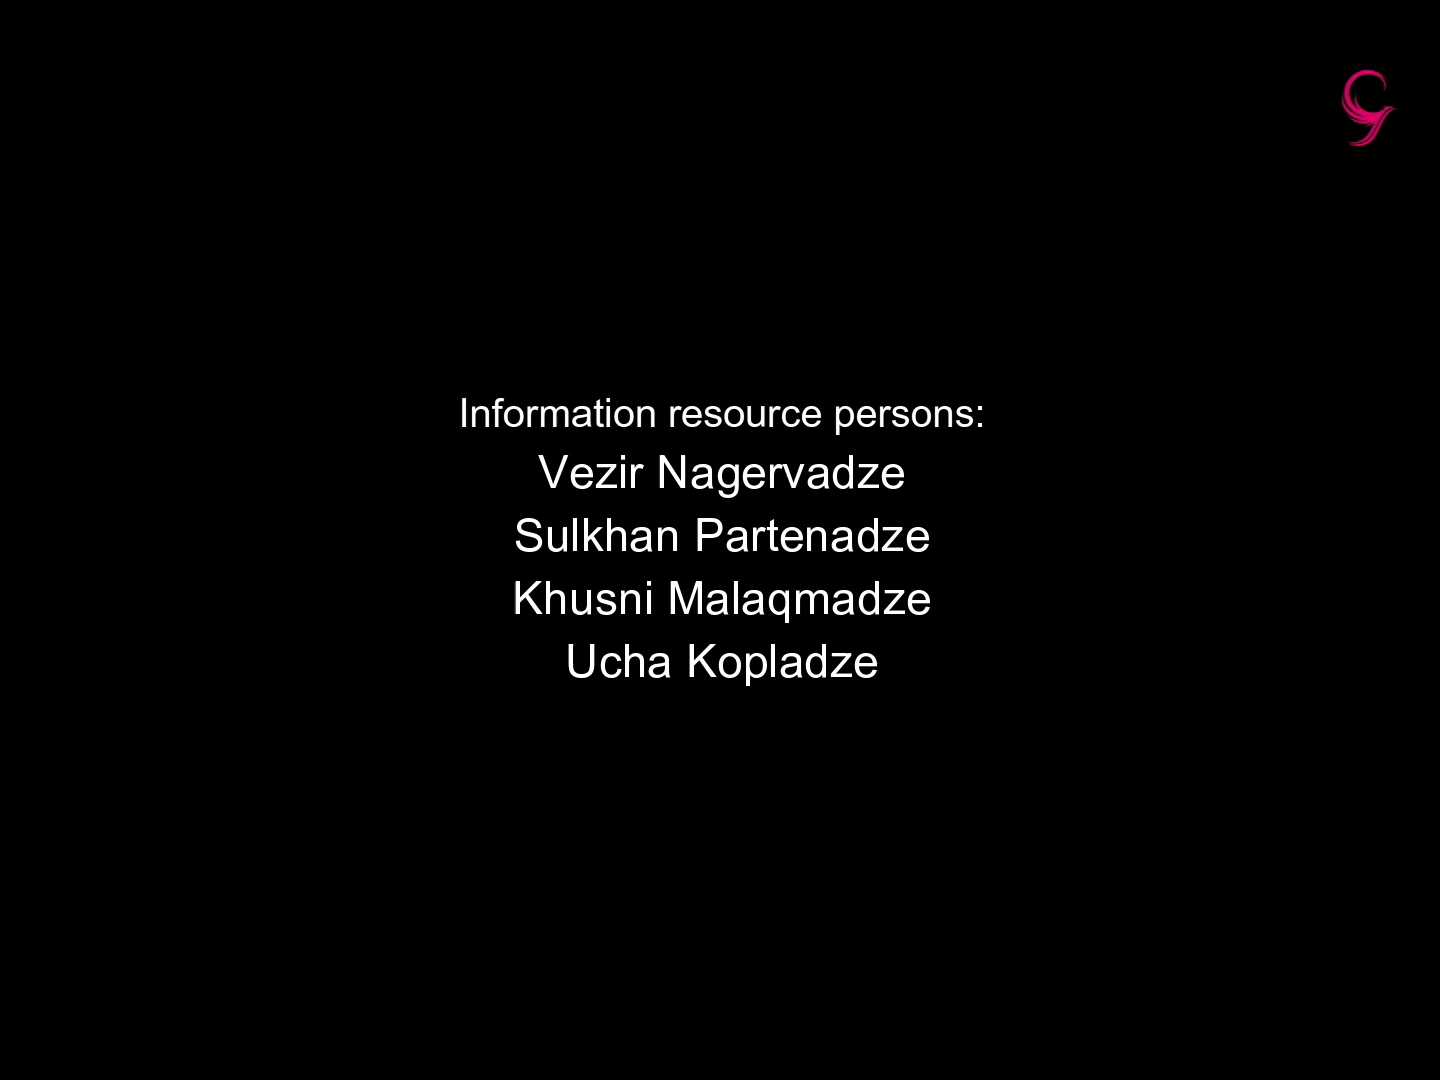 Information resource persons:
Vezir Nagervadze
Sulkhan Partenadze
Khusni Malaqmadze
Ucha Kopladze